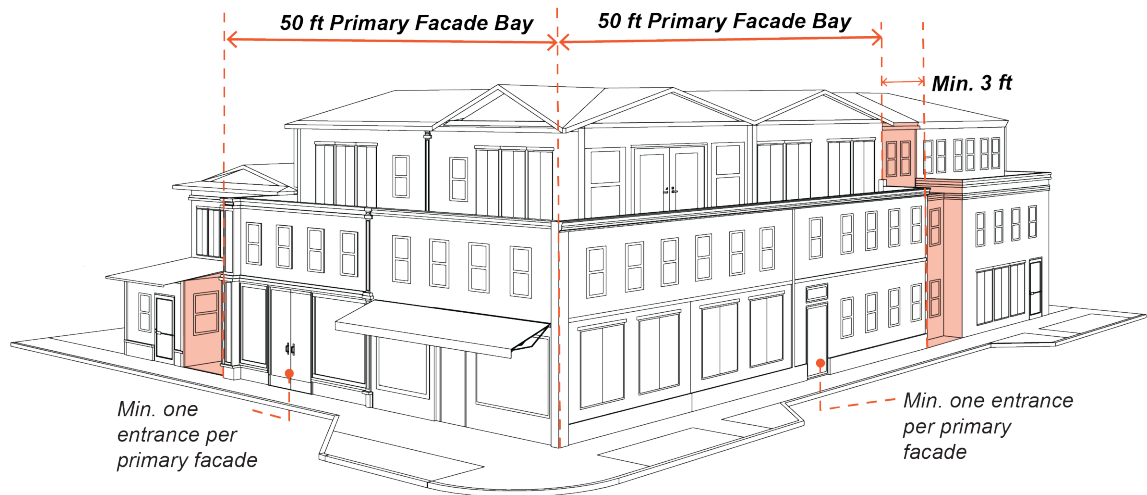 50 ft Primary Facade Bay
50 ft Primary Facade Bay
Min. 3 ft
Min. one
entrance per
primary facade
Min. one entrance
per primary
facade